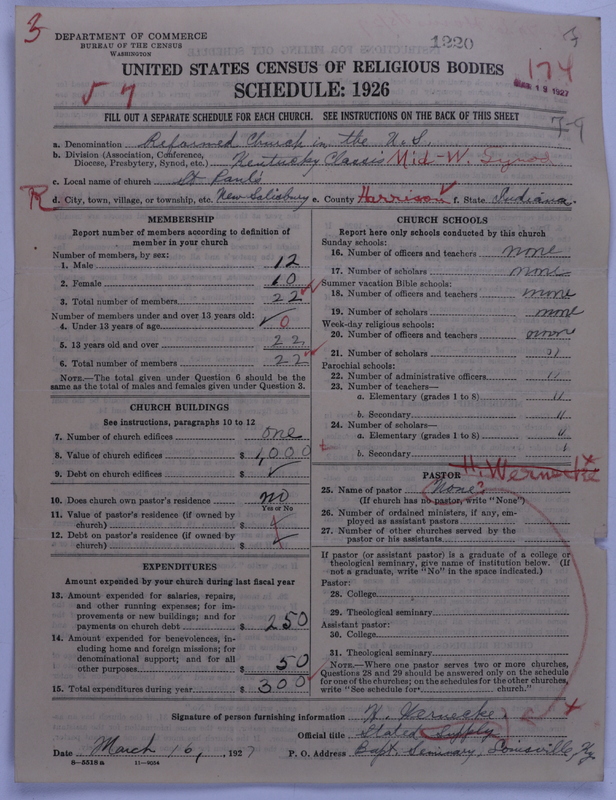 3
DEPARTMENT OF COMMERCE
BUREAU OF THE CENSUS
WASHINGTON
1220
UNITED STATES CENSUS OF RELIGIOUS BODIES
174
SCHEDULE: 1926
MAR 18 1927
FILL OUT A SEPARATE SCHEDULE FOR EACH CHURCH. SEE INSTRUCTIONS ON THE BACK OF THIS SHEET
7-9
a. Denomination Reformed Church in the U.S.
b. Division (Association, Conference, Diocese, Presbytery, Synod, etc.) Kentucky Classis Mid-W. Synod
c. Local name of church St Paul's
R d. City, town, village, or township, etc. New Salisbury e. County Harrison f. State Indiana.
MEMBERSHIP
Report number of members according to definition of
member in your church
Number of members, by sex:
1. Male 12
2. Female 10
3. Total number of members 22
Number of members under and over 13 years old:
4. Under 13 years of age 0
5. 13 years old and over 22
6. Total number of members 22
NOTE.—The total given under Question 6 should be
same as the total of males and females given under Question 3.
CHURCH BUILDINGS
See instructions, paragraphs 10 to 12
7. Number of church edifices one
8. Value of church edifices $ 1,000
9. Debt on church edifices $
10. Does church own pastor's residence no
Yes or No
11. Value of pastor's residence (if owned by
church) $
12. Debt on pastor's residence (if owned by
church) $
EXPENDITURES
Amount expended by your church during last fiscal year
13. Amount expended for salaries, repairs,
and other running expenses; for im-
provements or new buildings; and for
payments on church debt $ 250
14. Amount expended for benevolences, in-
cluding home and foreign missions; for
denominational support; and for all
other purposes $ 50
15. Total expenditures during year $ 300
CHURCH SCHOOLS
Report here only schools conducted by this church
Sunday schools:
16. Number of officers and teachers none
17. Number of scholars none
Summer vacation Bible schools:
18. Number of officers and teachers none
19. Number of scholars none
Week-day religious schools:
20. Number of officers and teachers none
21. Number of scholars "
Parochial schools:
22. Number of administrative officers "
23. Number of teachers—
a. Elementary (grades 1 to 8) "
b. Secondary "
24. Number of scholars—
a. Elementary (grades 1 to 8) "
b. Secondary "
PASTOR H. Wernecke
25. Name of pastor None?
(If church has no pastor, write "None")
26. Number of ordained ministers, if any, em-
ployed as assistant pastors
27. Number of other churches served by the
pastor or his assistants
If pastor (or assistant pastor) is a graduate of a college or
theological seminary, give name of institution below. (If
not a graduate, write "No" in the space indicated.)
Pastor:
28. College
29. Theological seminary
Assistant pastor:
30. College
31. Theological seminary
NOTE.—Where one pastor serves two or more churches,
Questions 28 and 29 should be answered only on the schedule
for one of the churches; on the schedules for the other churches,
write "See schedule for church."
Signature of person furnishing information H. Wernecke.
Official title Stated Supply
Date March 16, 1927 P. O. Address Bapt. Seminary, Louisville, Ky.
8—5518a 11—9054